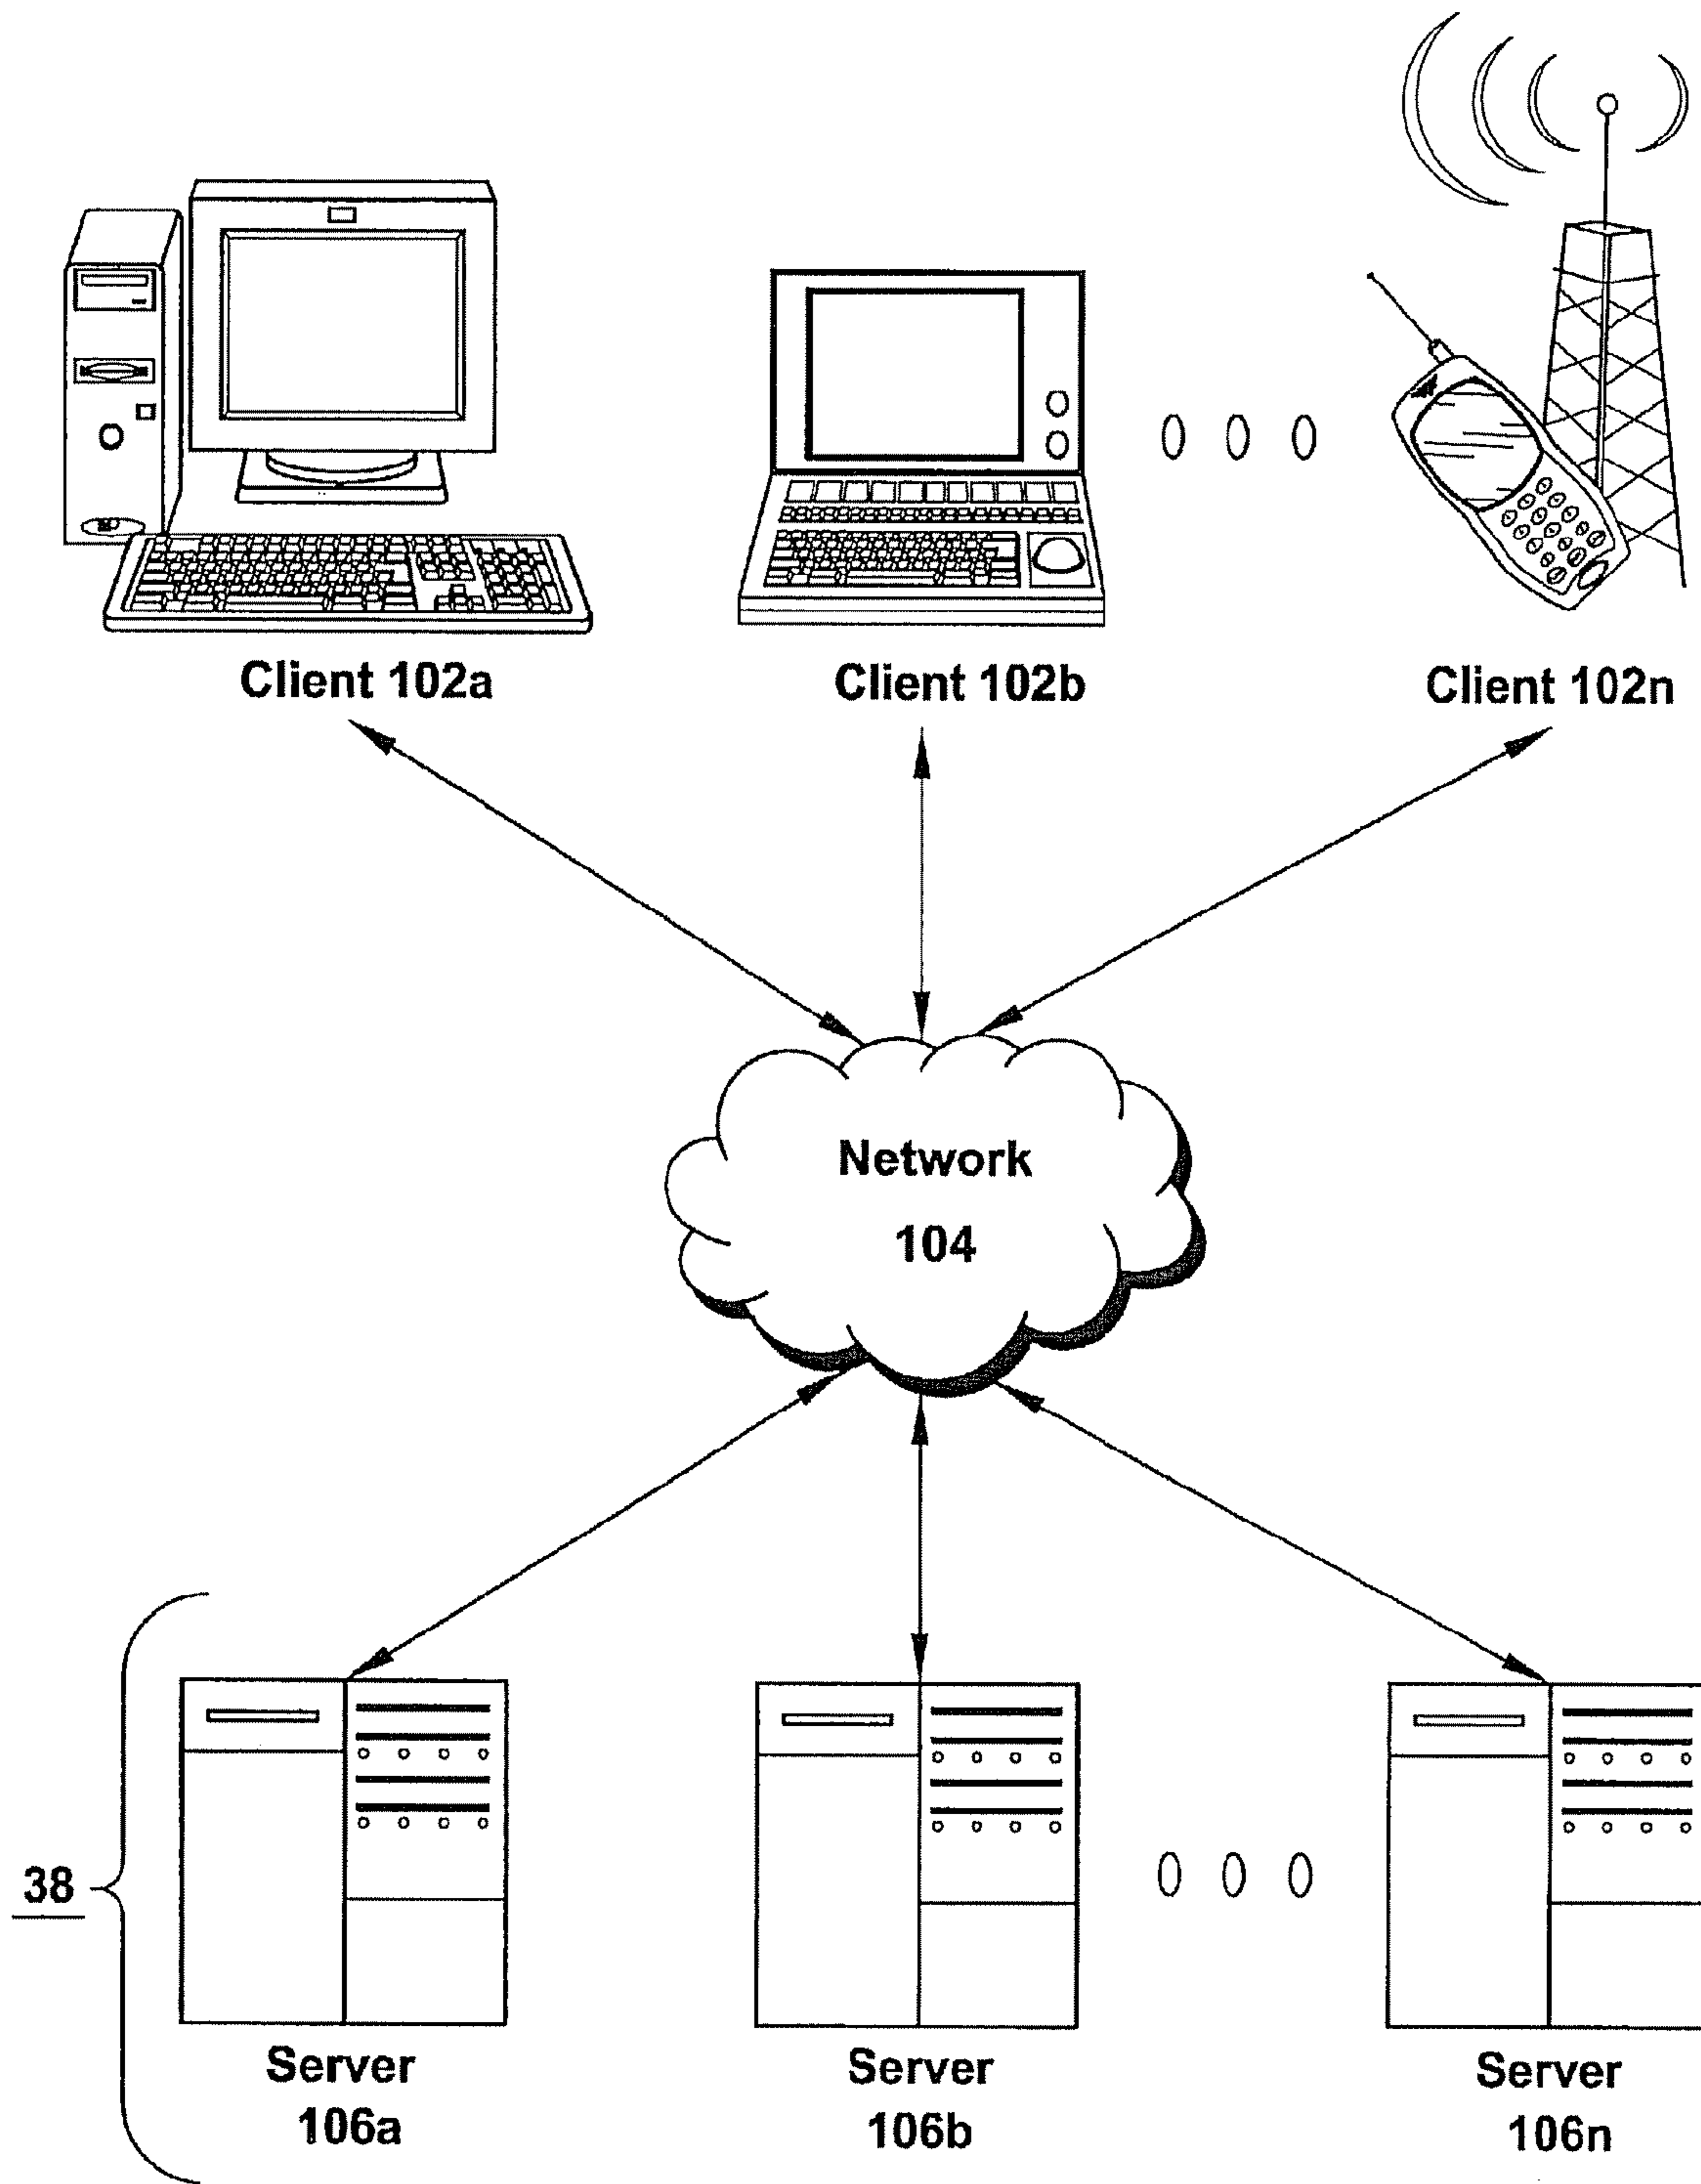 Client 102a
Client 102b
Client 102n
Network
104
38
Server
106a
Server
106b
Server
106n